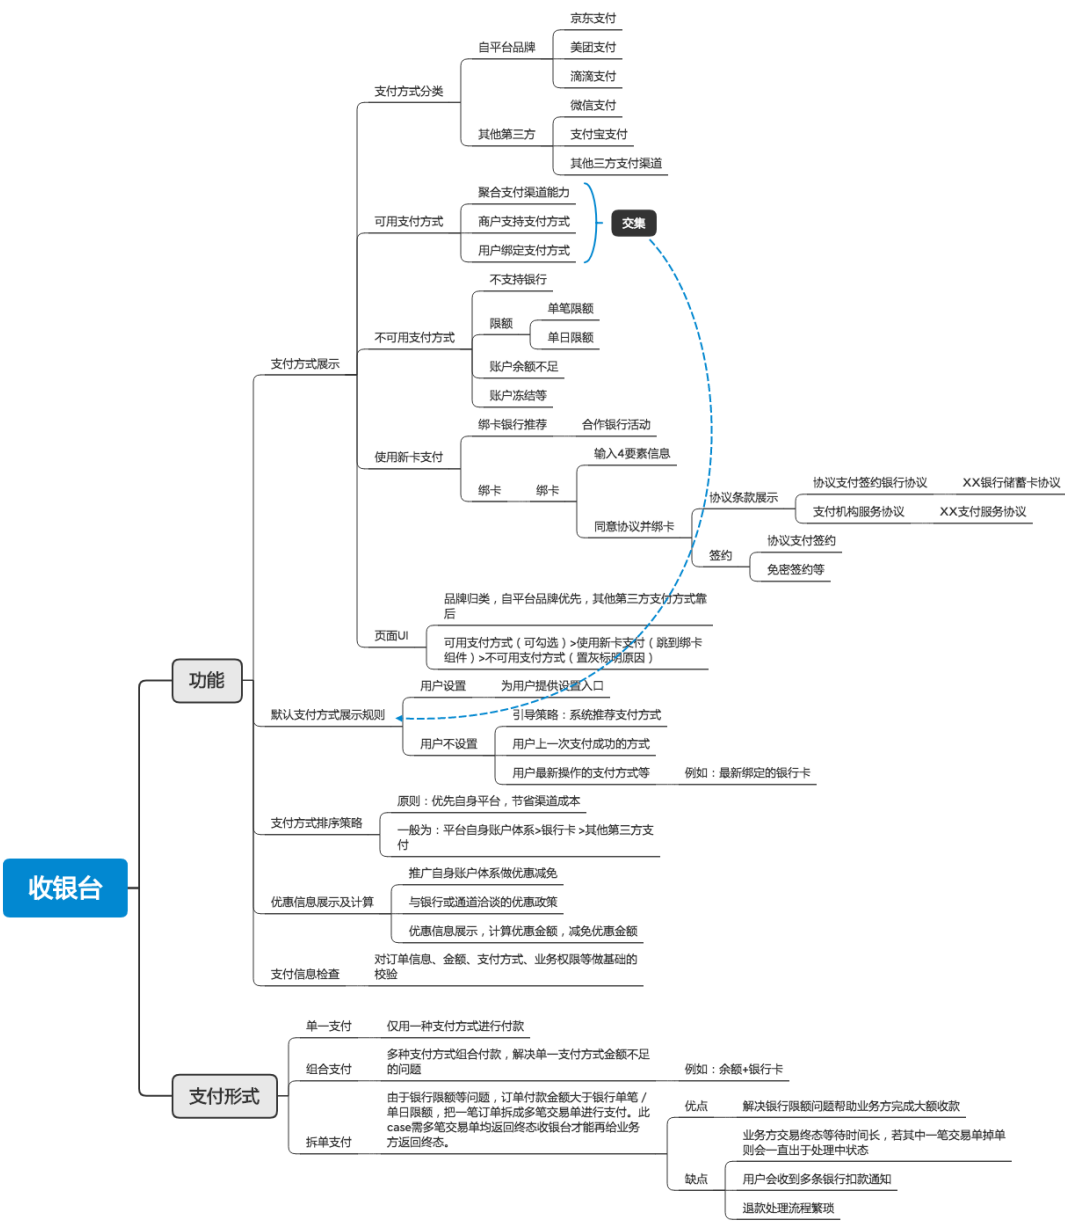 京东支付
自平台品牌
美团支付
滴滴支付
支付方式分类
微信支付
其他第三方
支付宝支付
其他三方支付渠道
聚合支付渠道能力
可用支付方式
商户支持支付方式
交集
用户绑定支付方式
不支持银行
单笔限额
限额
不可用支付方式
单日限额
支付方式展示
账户余额不足
账户冻结等
绑卡银行推荐
合作银行活动
使用新卡支付
输入4要素信息
绑卡
绑卡
协议条款展示
协议支付签约银行协议
XX银行储蓄卡协议
支付机构服务协议
XX支付服务协议
同意协议并绑卡
签约
协议支付签约
免密签约等
品牌归类，自平台品牌优先，其他第三方支付方式靠
后
页面UI
可用支付方式（可勾选）>使用新卡支付（跳到绑卡
组件）>不可用支付方式（置灰标明原因）
功能
用户设置
为用户提供设置入口
默认支付方式展示规则
引导策略：系统推荐支付方式
用户不设置
用户上一次支付成功的方式
用户最新操作的支付方式等
例如：最新绑定的银行卡
原则：优先自身平台，节省渠道成本
支付方式排序策略
一般为：平台自身账户体系>银行卡 >其他第三方支
付
收银台
推广自身账户体系做优惠减免
优惠信息展示及计算
与银行或通道洽谈的优惠政策
优惠信息展示，计算优惠金额，减免优惠金额
对订单信息、金额、支付方式、业务权限等做基础的
校验
支付信息检查
单一支付
仅用一种支付方式进行付款
多种支付方式组合付款，解决单一支付方式金额不足
的问题
组合支付
例如：余额+银行卡
支付形式
由于银行限额等问题，订单付款金额大于银行单笔 /
单日限额，把一笔订单拆成多笔交易单进行支付。此
case需多笔交易单均返回终态收银台才能再给业务
方返回终态。
拆单支付
优点
解决银行限额问题帮助业务方完成大额收款
业务方交易终态等待时间长，若其中一笔交易单掉单
则会一直出于处理中状态
缺点
用户会收到多条银行扣款通知
退款处理流程繁琐